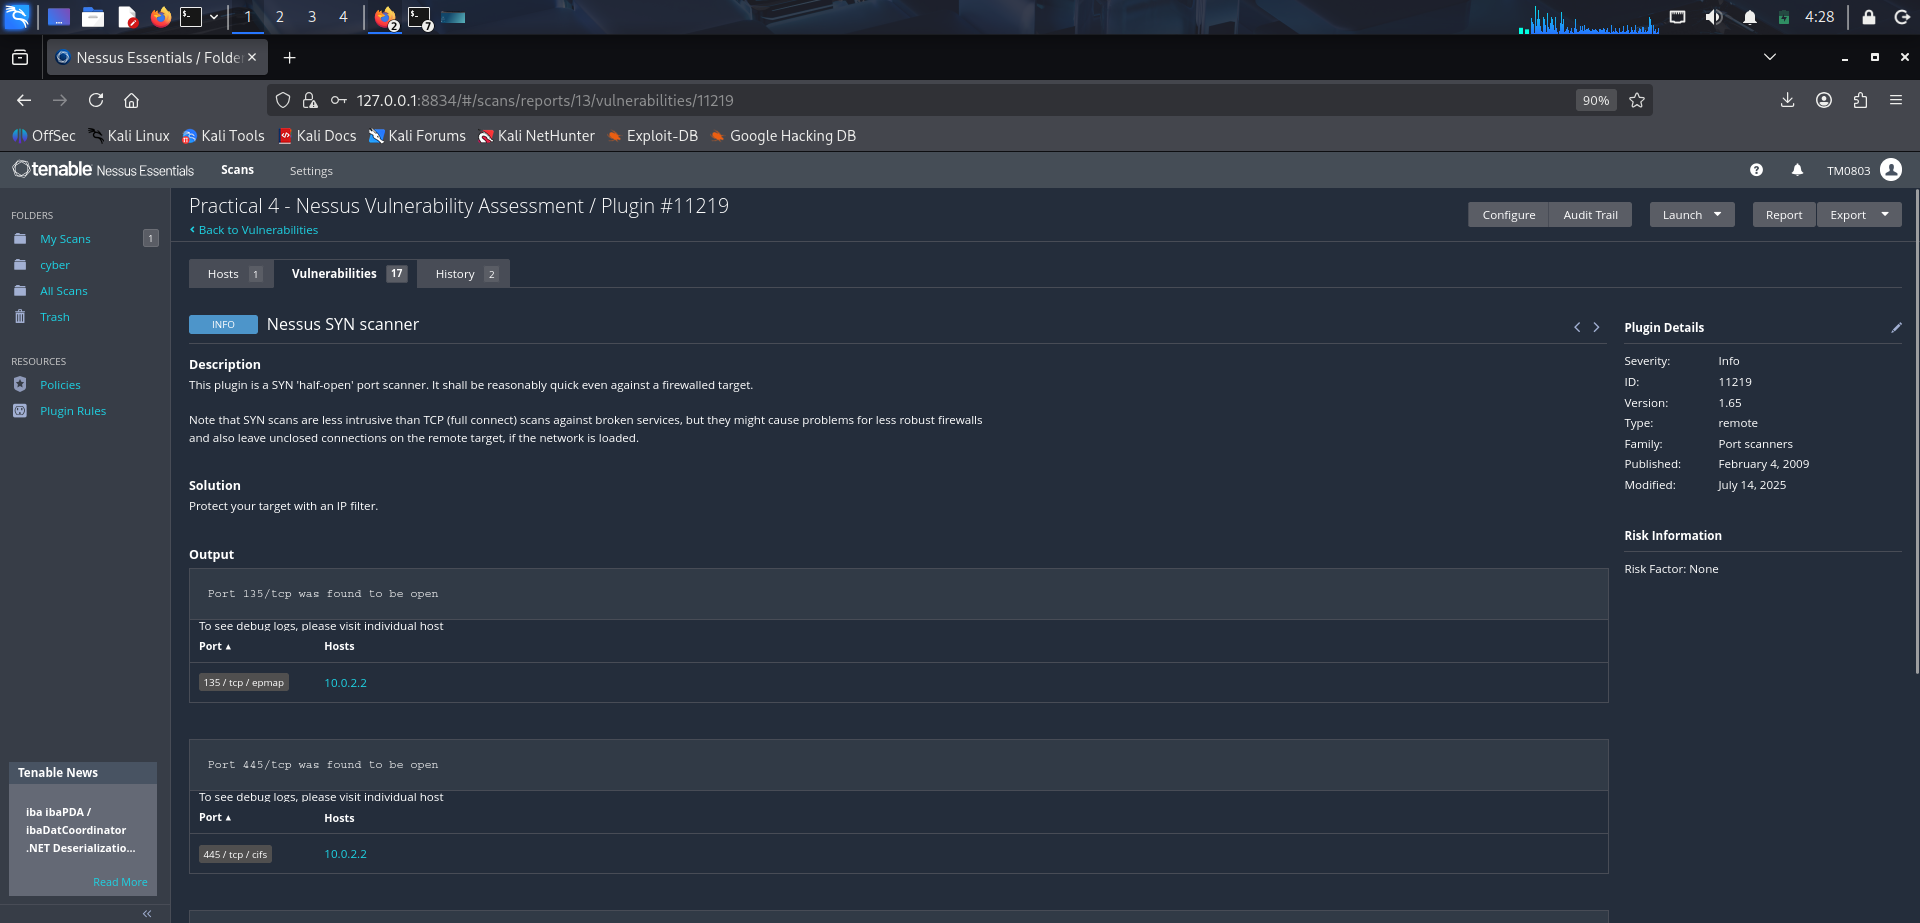 1 2 3 4 2 7 4:28
Nessus Essentials / Folde
127.0.0.1:8834/#/scans/reports/13/vulnerabilities/11219 90%
OffSec Kali Linux Kali Tools Kali Docs Kali Forums Kali NetHunter Exploit-DB Google Hacking DB
tenable Nessus Essentials Scans Settings TM0803
FOLDERS
My Scans 1
cyber
All Scans
Trash
RESOURCES
Policies
Plugin Rules
Tenable News
iba ibaPDA /
ibaDatCoordinator
.NET Deserializatio...
Read More
Practical 4 - Nessus Vulnerability Assessment / Plugin #11219
Back to Vulnerabilities
Configure Audit Trail Launch Report Export
Hosts 1 Vulnerabilities 17 History 2
INFO Nessus SYN scanner
Description
This plugin is a SYN 'half-open' port scanner. It shall be reasonably quick even against a firewalled target.
Note that SYN scans are less intrusive than TCP (full connect) scans against broken services, but they might cause problems for less robust firewalls
and also leave unclosed connections on the remote target, if the network is loaded.
Solution
Protect your target with an IP filter.
Output
Port 135/tcp was found to be open
To see debug logs, please visit individual host
Port Hosts
135 / tcp / epmap 10.0.2.2
Port 445/tcp was found to be open
To see debug logs, please visit individual host
Port Hosts
445 / tcp / cifs 10.0.2.2
Plugin Details
Severity: Info
ID: 11219
Version: 1.65
Type: remote
Family: Port scanners
Published: February 4, 2009
Modified: July 14, 2025
Risk Information
Risk Factor: None